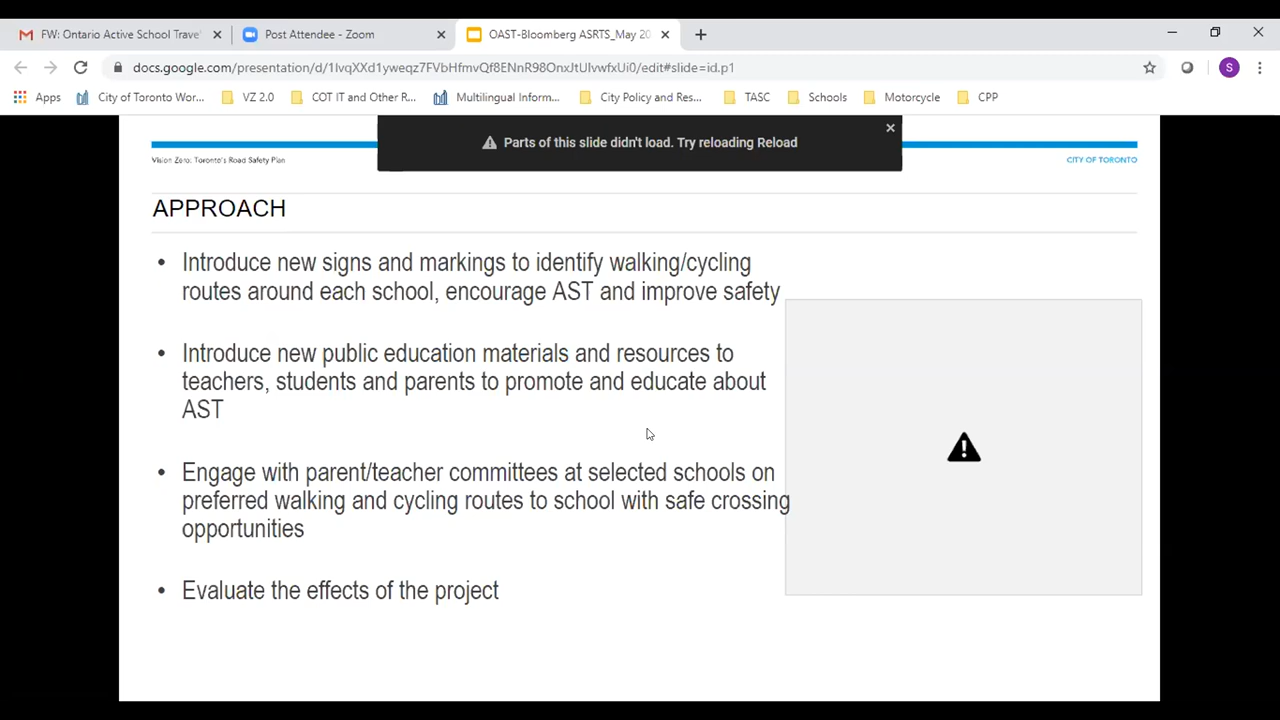 FW: Ontario Active School Trave
Post Attendee - Zoom
OAST-Bloomberg ASRTS_May 20
docs.google.com/presentation/d/1IvqXXd1yweqz7FVbHfmvQf8ENnR98OnxJtUlvwfxUi0/edit#slide=id.p1
S
Apps
City of Toronto Wor...
VZ 2.0
COT IT and Other R...
Multilingual Inform...
City Policy and Res...
TASC
Schools
Motorcycle
CPP
Parts of this slide didn't load. Try reloading Reload
Vision Zero: Toronto's Road Safety Plan
CITY OF TORONTO
APPROACH
• Introduce new signs and markings to identify walking/cycling
routes around each school, encourage AST and improve safety
• Introduce new public education materials and resources to
teachers, students and parents to promote and educate about
AST
• Engage with parent/teacher committees at selected schools on
preferred walking and cycling routes to school with safe crossing
opportunities
• Evaluate the effects of the project